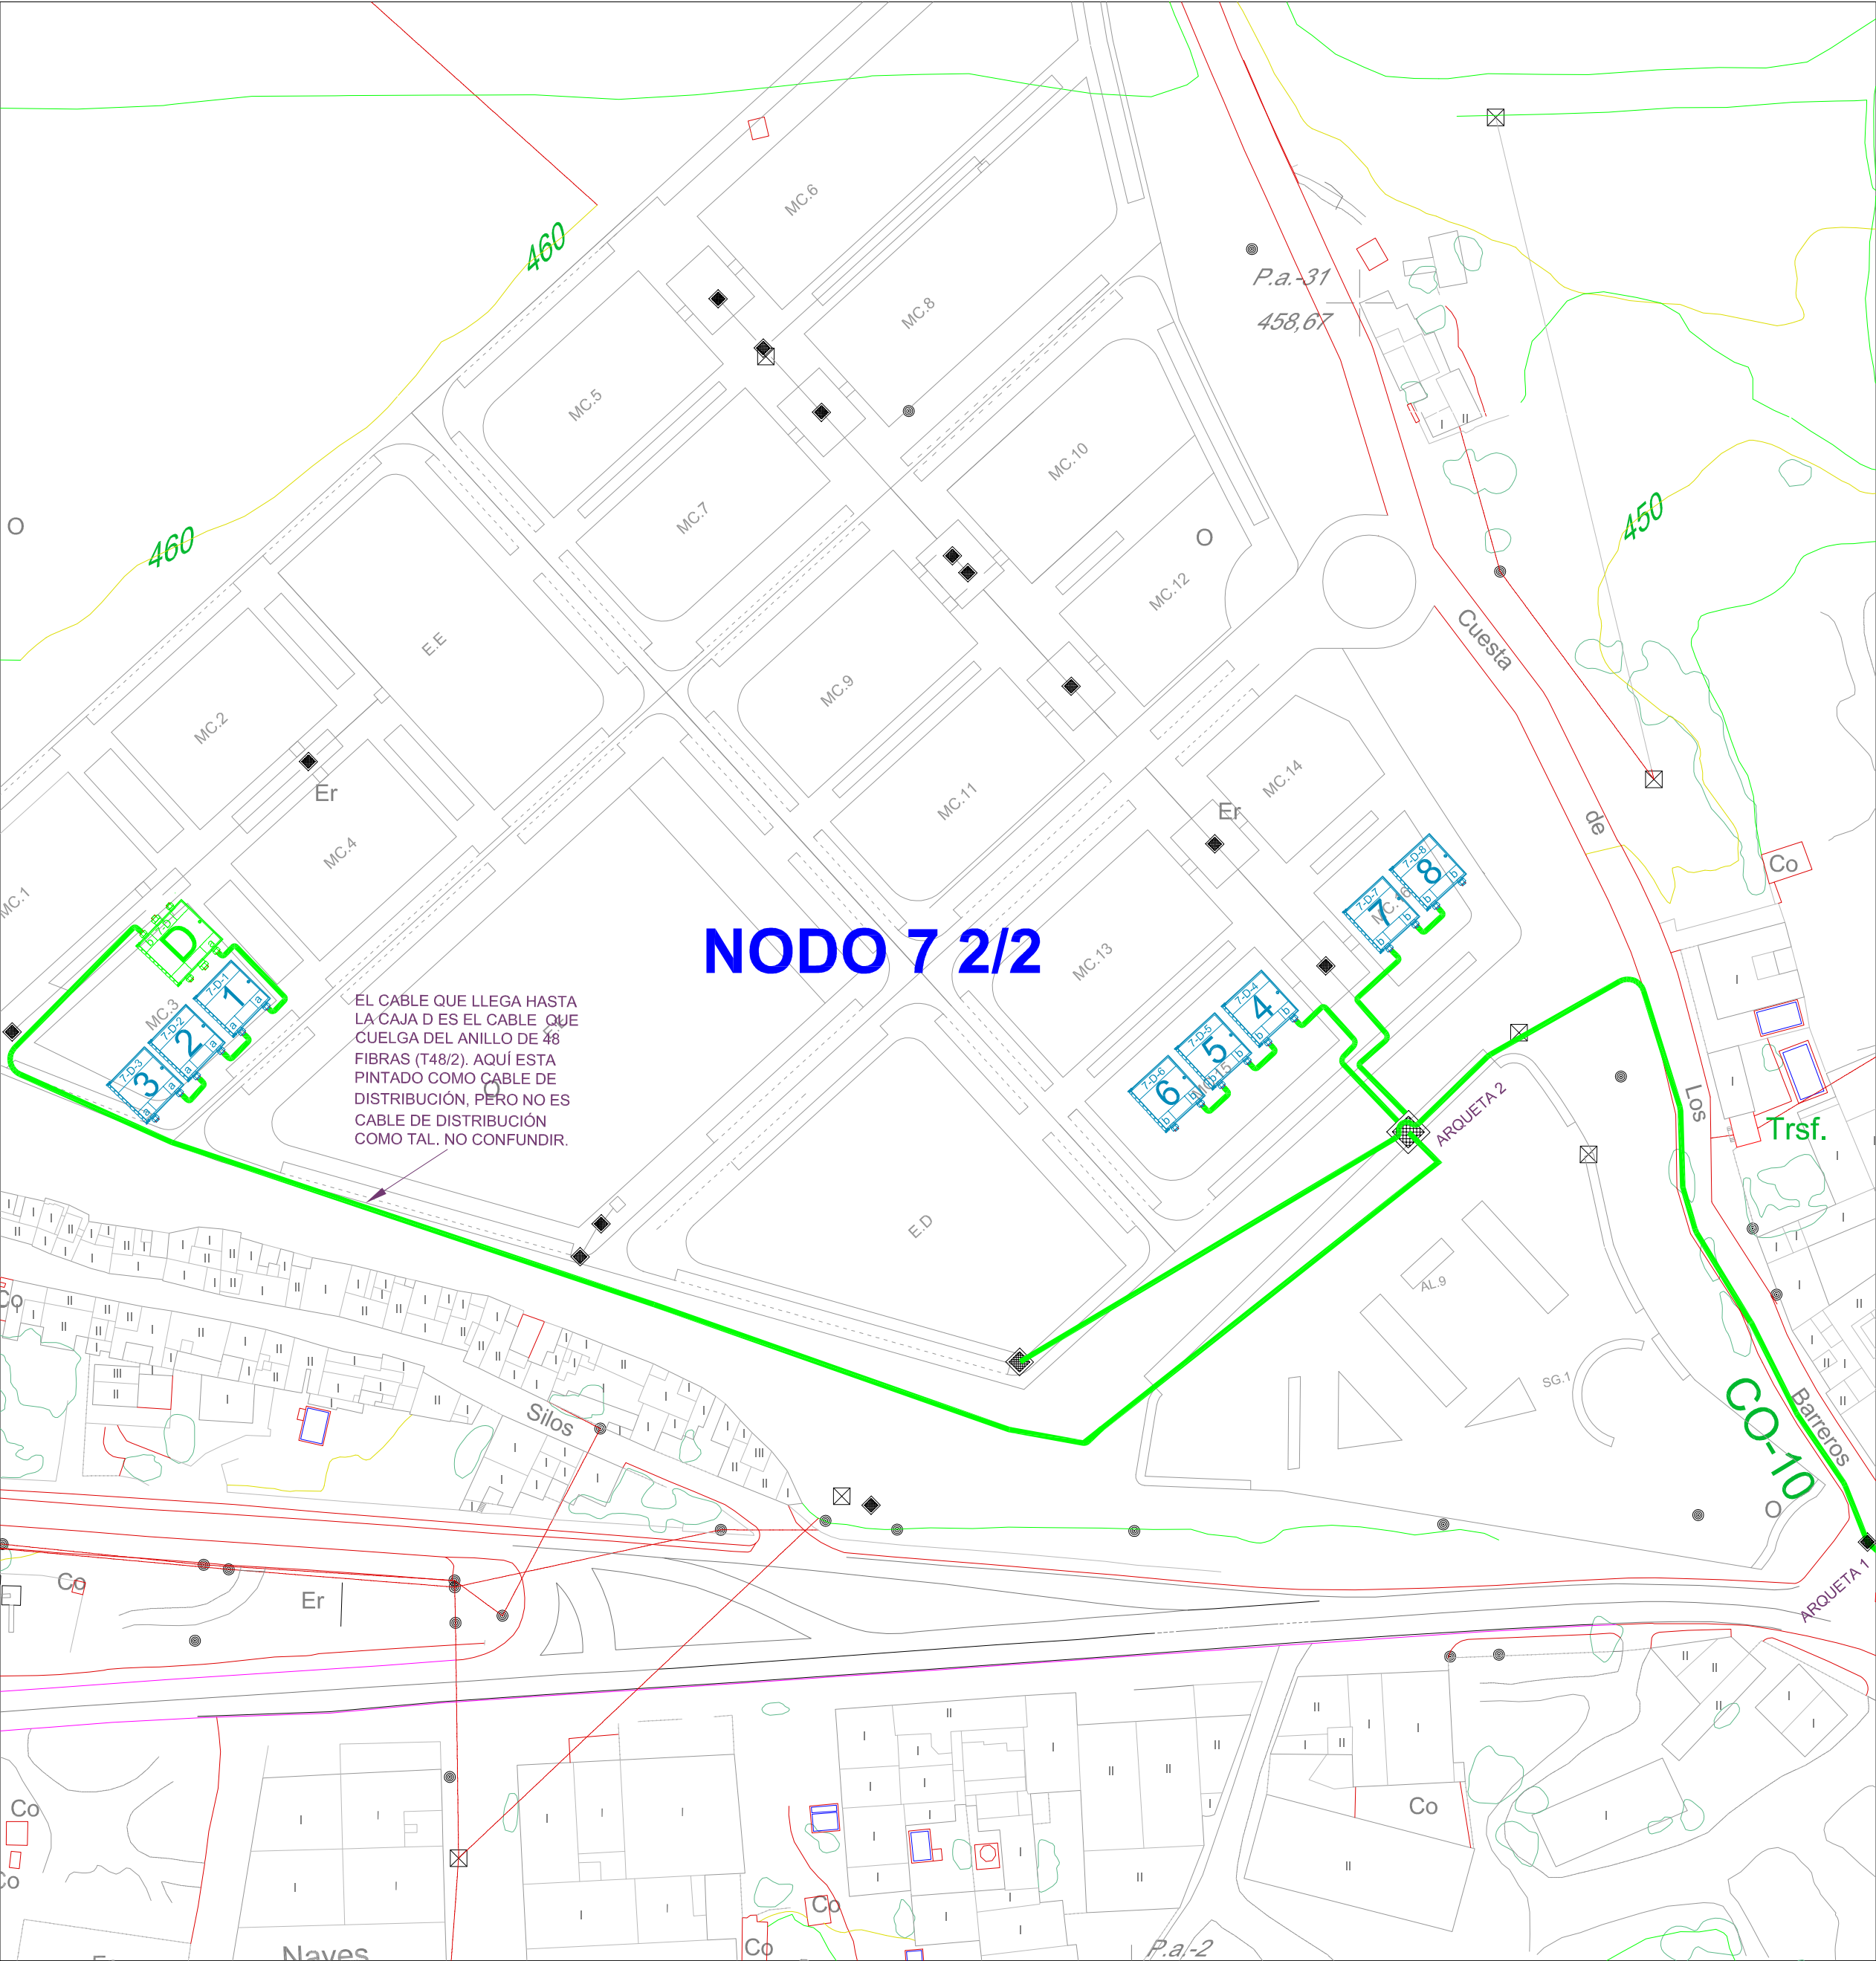 MC.6
460
P.a.-31
MC.8
458,67
MC.5
I
II
MC.10
MC.7
450
O
460
O
MC.12
Cuesta
E.E
MC.9
MC.2
MC.14
Er
MC.11
Er
de
MC.4
Co
7-D-8
8
MC.1
7-D-7
7
b
b
b
D
7-D
b
a
NODO 7 2/2
MC.13
7-D-1
1
a
a
MC.3
7-D-2
2
a
a
7-D-3
3
a
a
EL CABLE QUE LLEGA HASTA
LA CAJA D ES EL CABLE QUE
CUELGA DEL ANILLO DE 48
FIBRAS (T48/2). AQUÍ ESTA
PINTADO COMO CABLE DE
DISTRIBUCIÓN, PERO NO ES
CABLE DE DISTRIBUCIÓN
COMO TAL. NO CONFUNDIR.
O
7-D-4
4
b
b
7-D-5
5
b
b
7-D-6
6
b
b
ARQUETA 2
Los
Trsf.
E.D
AL.9
SG.1
Co
Silos
CO-10
Barreros
O
ARQUETA 1
Co
Er
Co
Co
Co
Co
Naves
P.a.-2